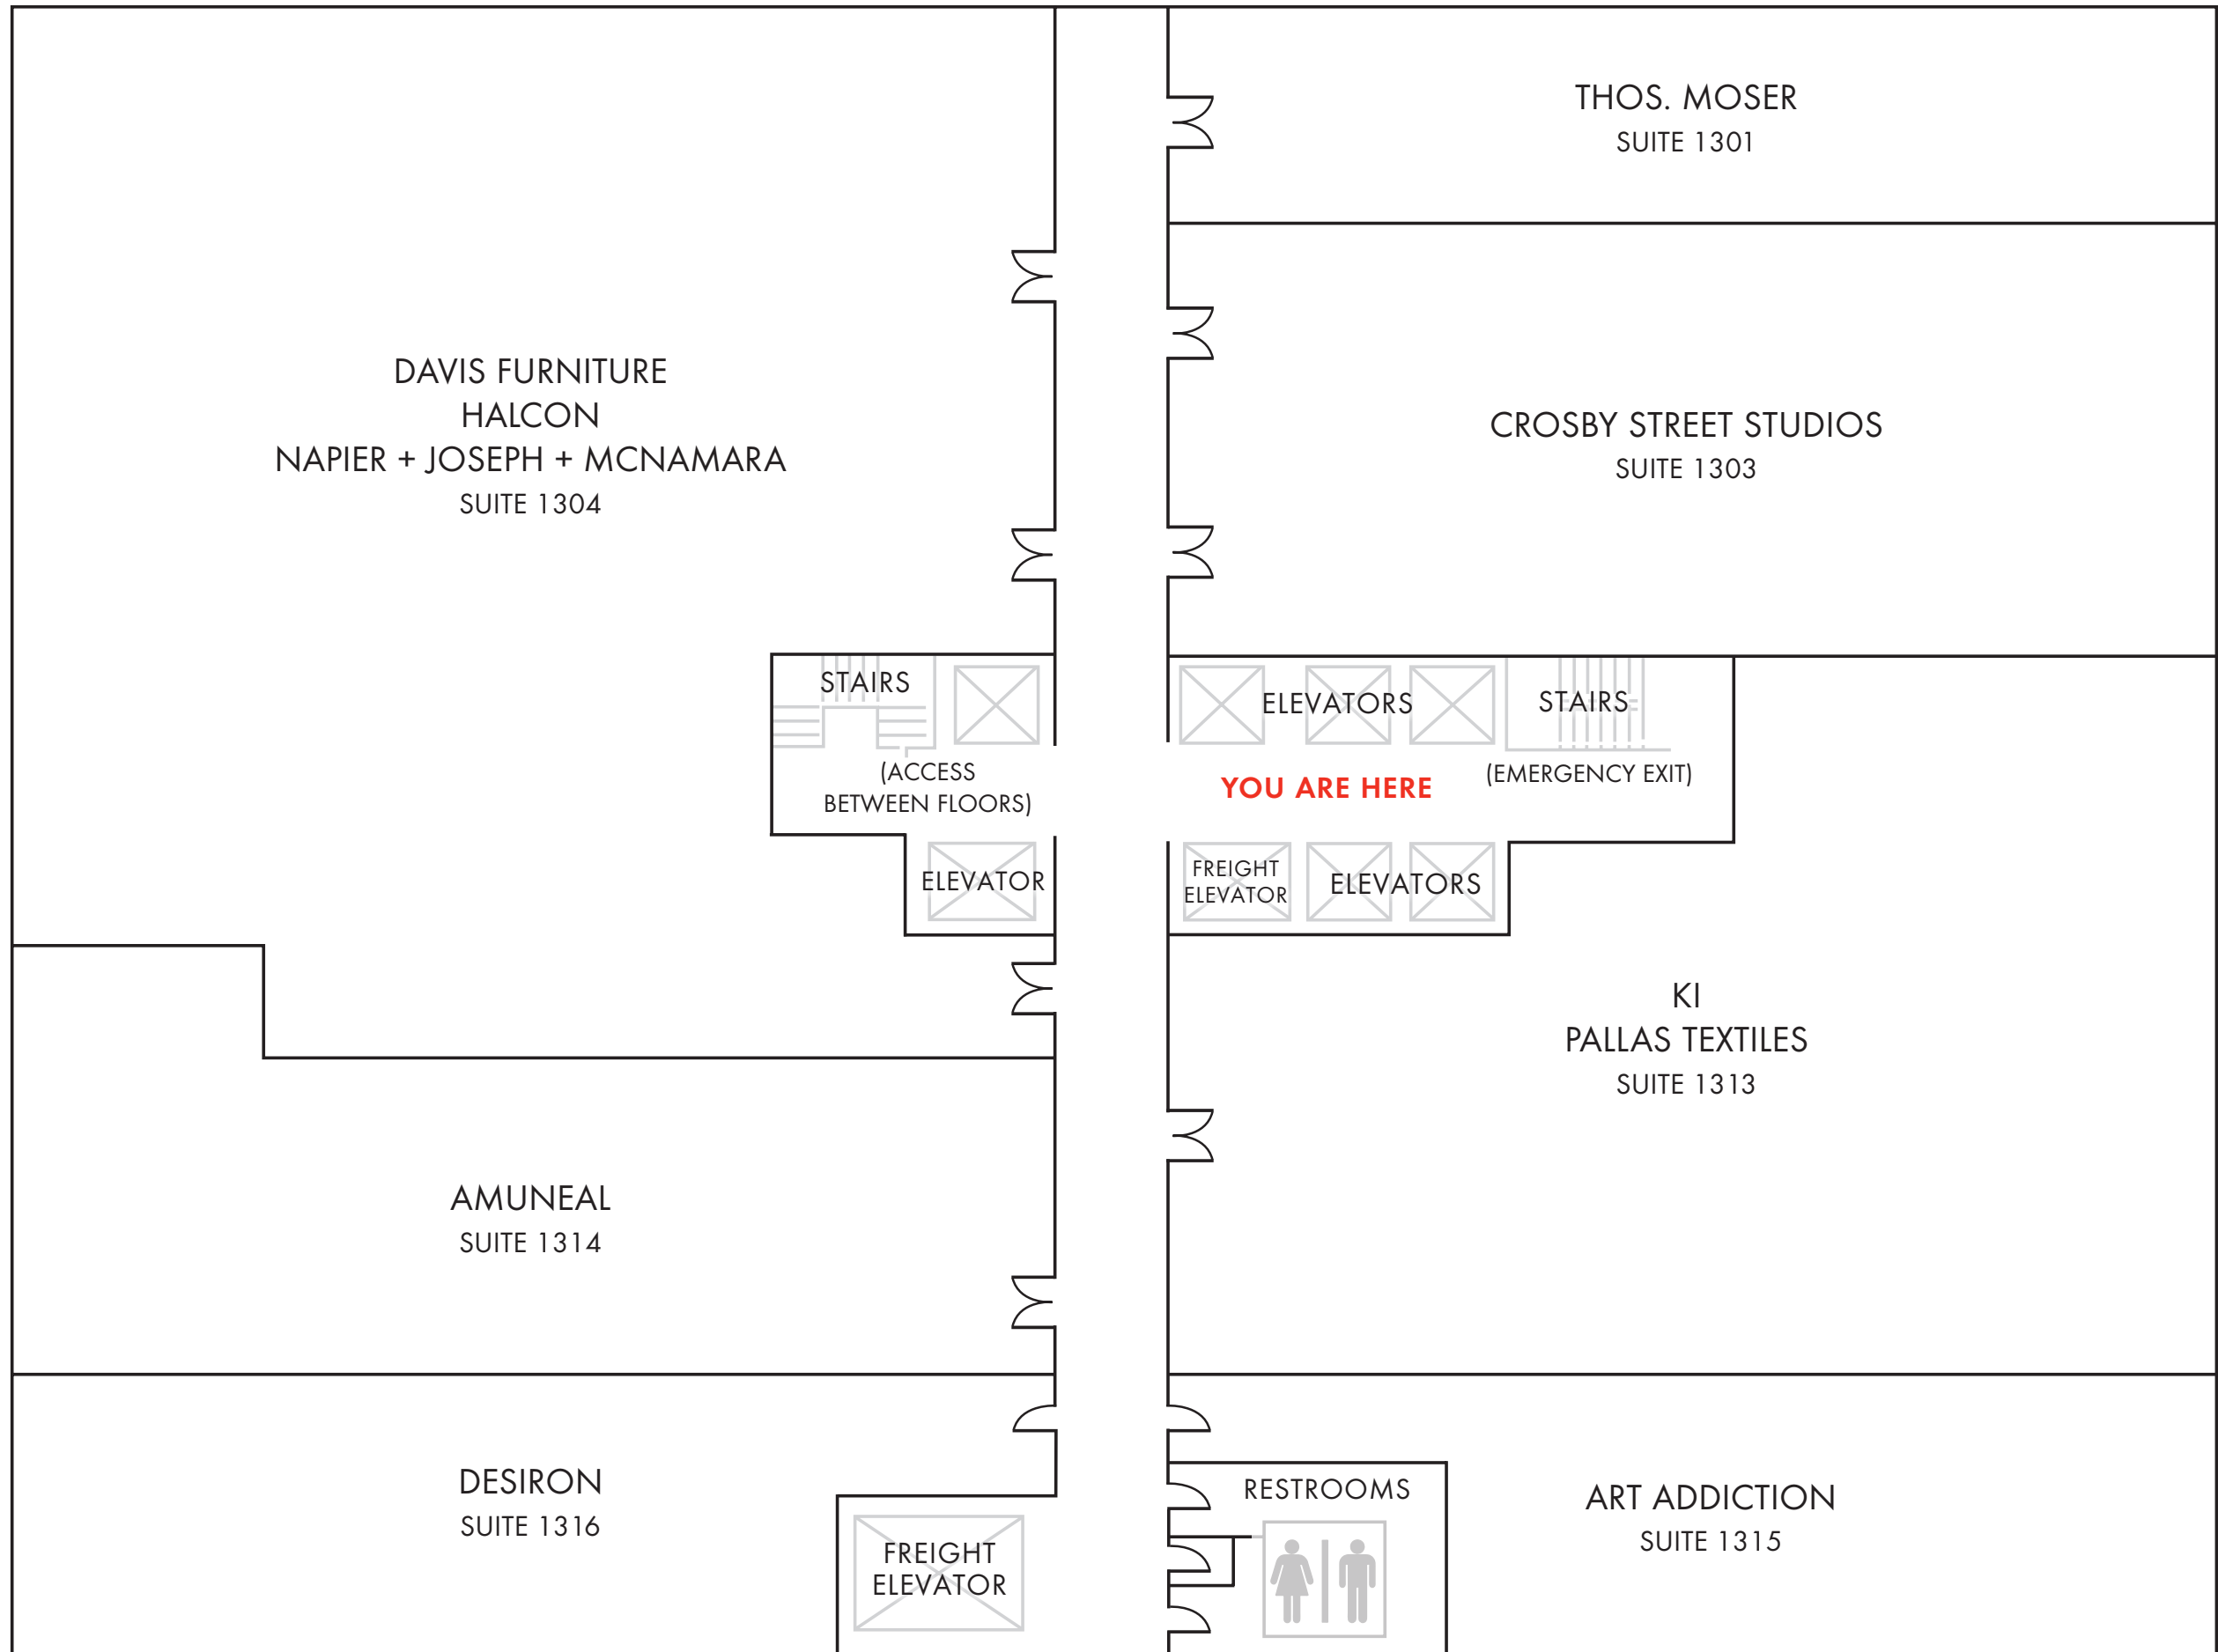 THOS. MOSER
SUITE 1301
DAVIS FURNITURE
HALCON
NAPIER + JOSEPH + MCNAMARA
SUITE 1304
CROSBY STREET STUDIOS
SUITE 1303
STAIRS
(ACCESS
BETWEEN FLOORS)
ELEVATORS
STAIRS
YOU ARE HERE
(EMERGENCY EXIT)
ELEVATOR
FREIGHT
ELEVATOR
ELEVATORS
KI
PALLAS TEXTILES
SUITE 1313
AMUNEAL
SUITE 1314
DESIRON
SUITE 1316
FREIGHT
ELEVATOR
RESTROOMS
ART ADDICTION
SUITE 1315